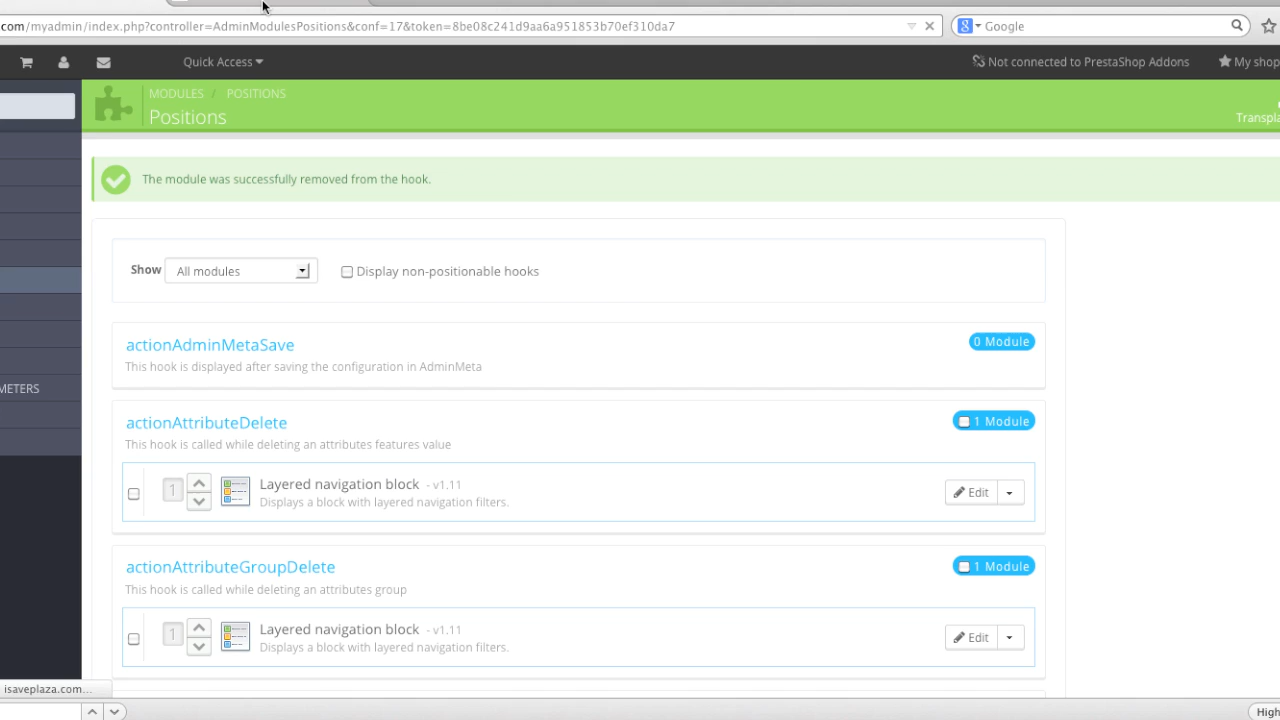 com/myadmin/index.php?controller=AdminModulesPositions&conf=17&token=8be08c241d9aa6a951853b70ef310da7
Google
Quick Access
Not connected to PrestaShop Addons
My shop
MODULES / POSITIONS
Positions
Transpla
The module was successfully removed from the hook.
Show All modules Display non-positionable hooks
actionAdminMetaSave
0 Module
This hook is displayed after saving the configuration in AdminMeta
METERS
actionAttributeDelete
1 Module
This hook is called while deleting an attributes features value
1 Layered navigation block - v1.11
Displays a block with layered navigation filters.
Edit
actionAttributeGroupDelete
1 Module
This hook is called while deleting an attributes group
1 Layered navigation block - v1.11
Displays a block with layered navigation filters.
Edit
isaveplaza.com...
High